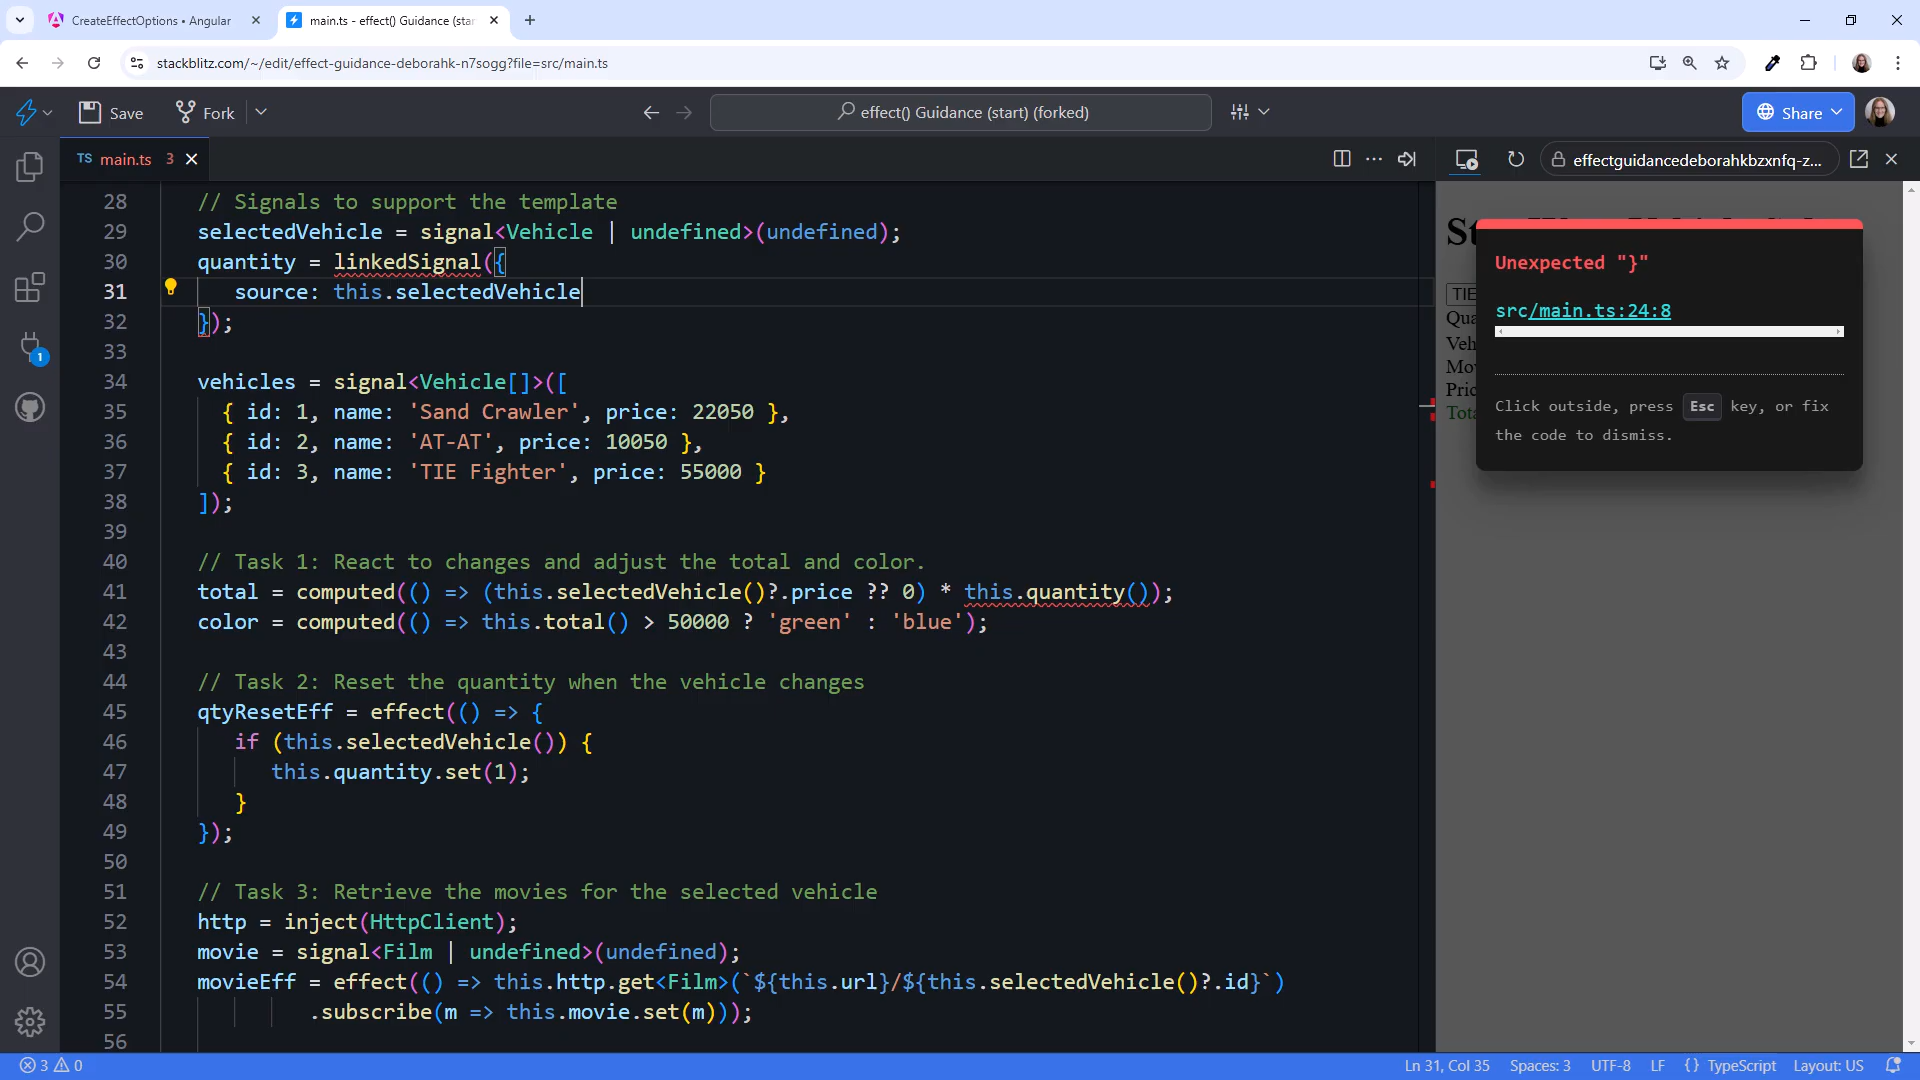 CreateEffectOptions • Angular
main.ts - effect() Guidance (star
stackblitz.com/~/edit/effect-guidance-deborahk-n7sogg?file=src/main.ts
Save
Fork
effect() Guidance (start) (forked)
Share
TS main.ts 3
effectguidancedeborahkbzxnfq-z...
28 // Signals to support the template
29 selectedVehicle = signal<Vehicle | undefined>(undefined);
30 quantity = linkedSignal({
31 source: this.selectedVehicle
32 });
33
34 vehicles = signal<Vehicle[]>([
35 { id: 1, name: 'Sand Crawler', price: 22050 },
36 { id: 2, name: 'AT-AT', price: 10050 },
37 { id: 3, name: 'TIE Fighter', price: 55000 }
38 ]);
39
40 // Task 1: React to changes and adjust the total and color.
41 total = computed(() => (this.selectedVehicle()?.price ?? 0) * this.quantity());
42 color = computed(() => this.total() > 50000 ? 'green' : 'blue');
43
44 // Task 2: Reset the quantity when the vehicle changes
45 qtyResetEff = effect(() => {
46 if (this.selectedVehicle()) {
47 this.quantity.set(1);
48 }
49 });
50
51 // Task 3: Retrieve the movies for the selected vehicle
52 http = inject(HttpClient);
53 movie = signal<Film | undefined>(undefined);
54 movieEff = effect(() => this.http.get<Film>(`${this.url}/${this.selectedVehicle()?.id}`)
55 .subscribe(m => this.movie.set(m)));
56
1
TIE
Unexpected "}"
src/main.ts:24:8
Click outside, press Esc key, or fix
the code to dismiss.
3 0
Ln 31, Col 35
Spaces: 3
UTF-8
LF
{} TypeScript
Layout: US